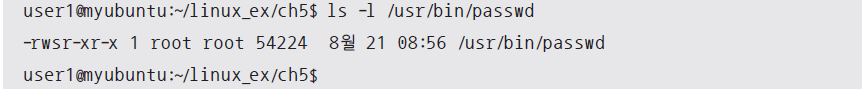 user1@myubuntu:~/linux_ex/ch5$ ls -l /usr/bin/passwd
-rwsr-xr-x 1 root root 54224  8월 21 08:56 /usr/bin/passwd
user1@myubuntu:~/linux_ex/ch5$